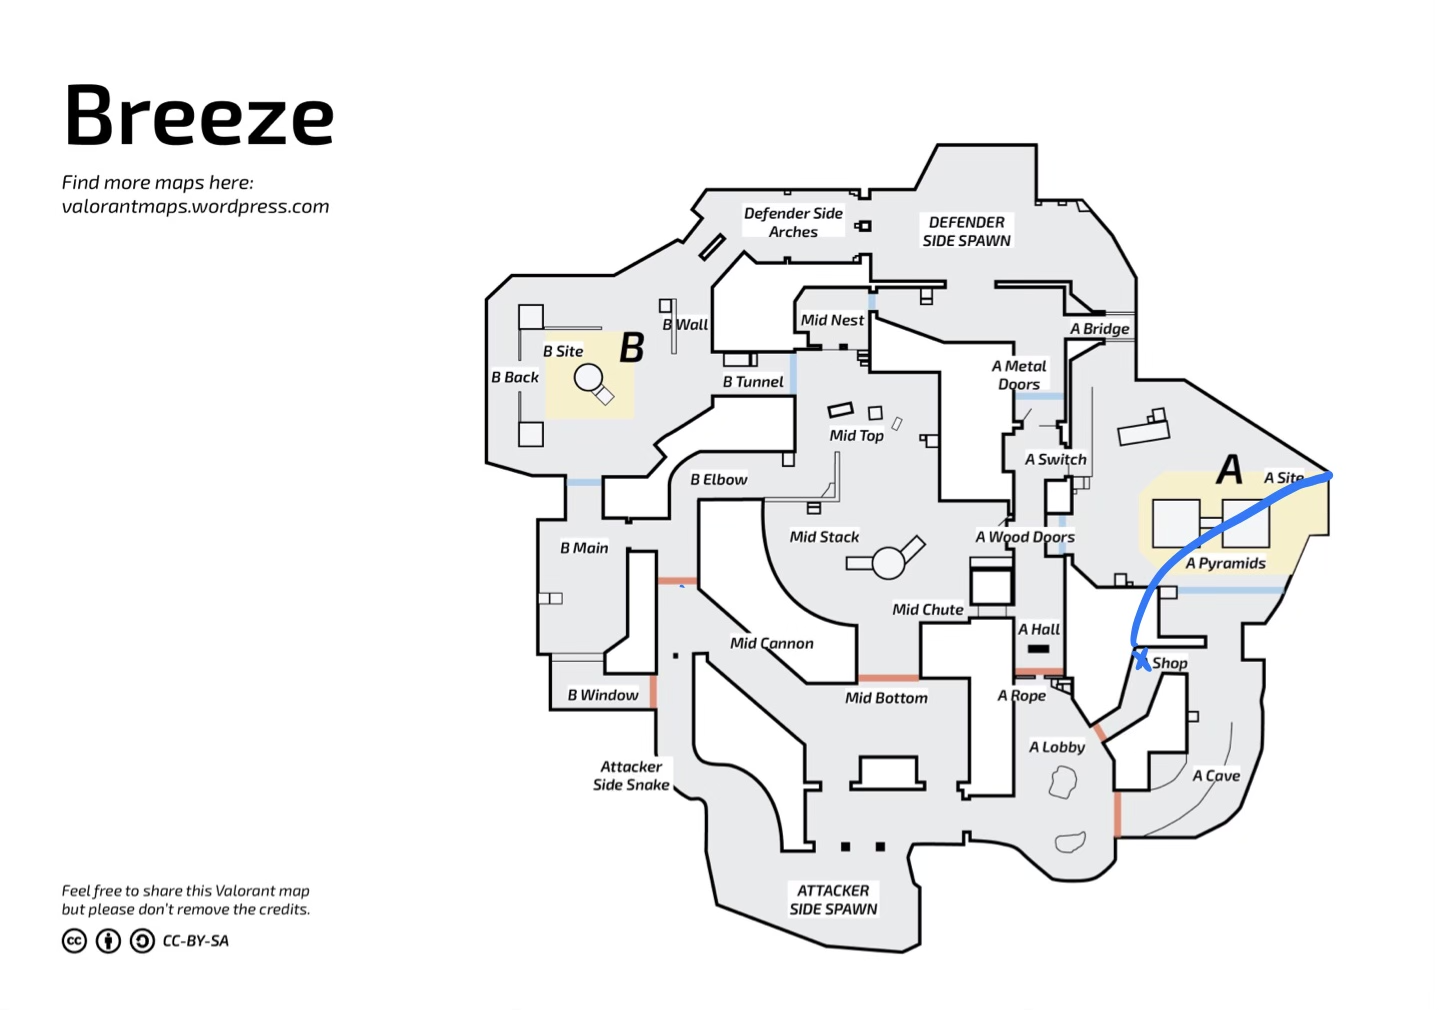 Breeze
Find more maps here:
valorantmaps.wordpress.com
Defender Side
Arches
DEFENDER
SIDE SPAWN
B Wall
Mid Nest
A Bridge
B Site
B
B Back
B Tunnel
A Metal
Doors
Mid Top
A Switch
A
A Site
B Elbow
Mid Stack
A Wood Doors
B Main
A Pyramids
Mid Chute
A Hall
Mid Cannon
Shop
B Window
Mid Bottom
A Rope
A Lobby
Attacker
Side Snake
A Cave
ATTACKER
SIDE SPAWN
Feel free to share this Valorant map
but please don't remove the credits.
cc CC-BY-SA